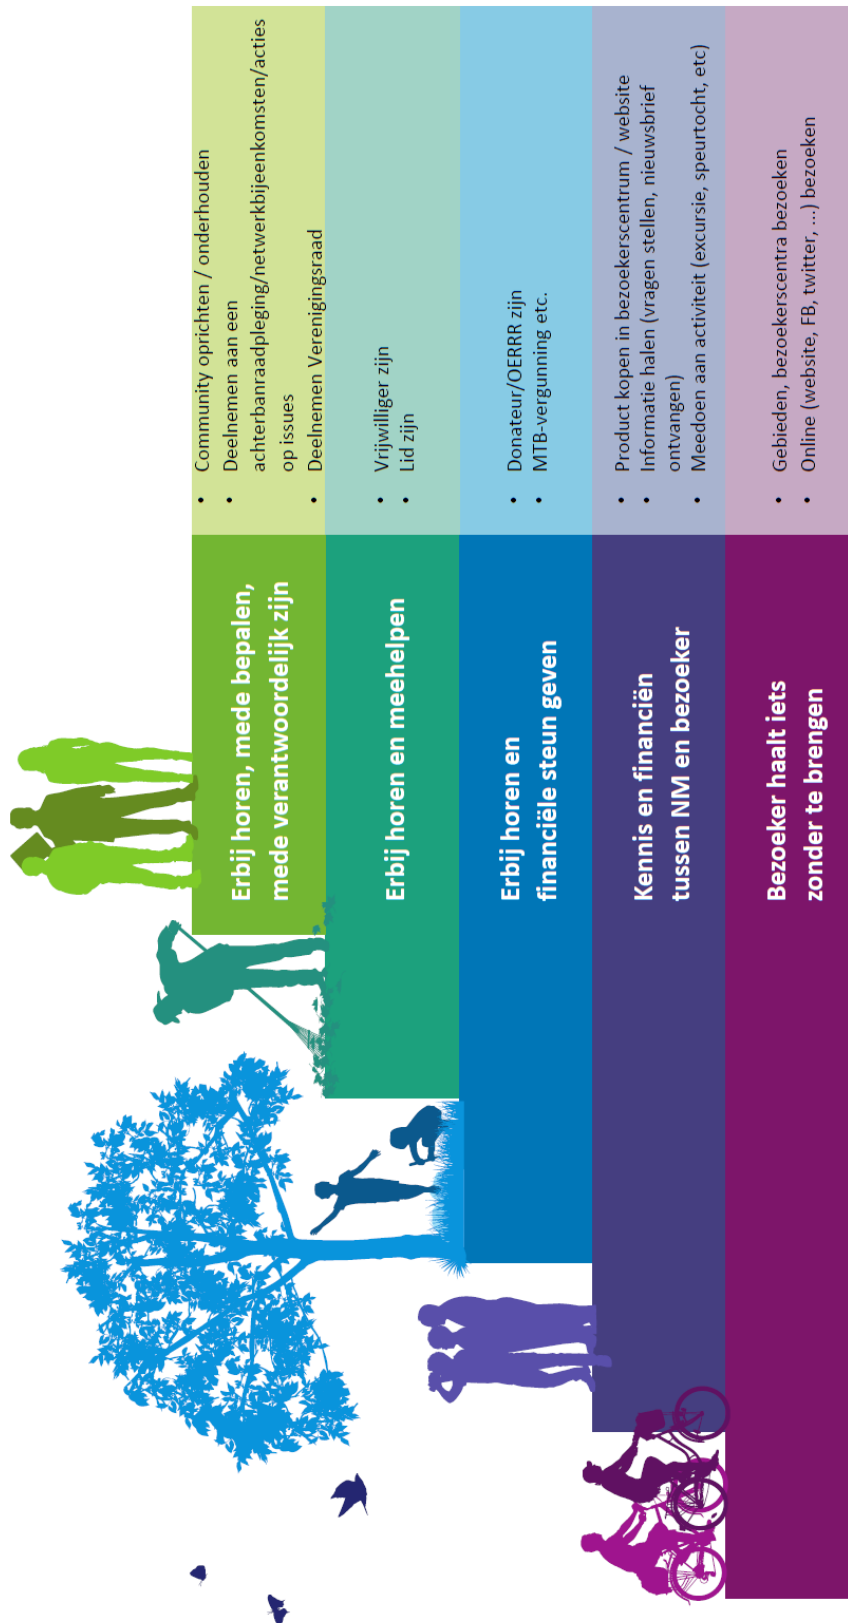 Erbij horen, mede bepalen,
mede verantwoordelijk zijn
• Community oprichten / onderhouden
• Deelnemen aan een
achterbanraadpleging/netwerkbijeenkomsten/acties
op issues
• Deelnemen Verenigingsraad
Erbij horen en meehelpen
• Vrijwilliger zijn
• Lid zijn
Erbij horen en
financiële steun geven
• Donateur/OERRR zijn
• MTB-vergunning etc.
Kennis en financiën
tussen NM en bezoeker
• Product kopen in bezoekerscentrum / website
• Informatie halen (vragen stellen, nieuwsbrief
ontvangen)
• Meedoen aan activiteit (excursie, speurtocht, etc)
Bezoeker haalt iets
zonder te brengen
• Gebieden, bezoekerscentra bezoeken
• Online (website, FB, twitter, ...) bezoeken